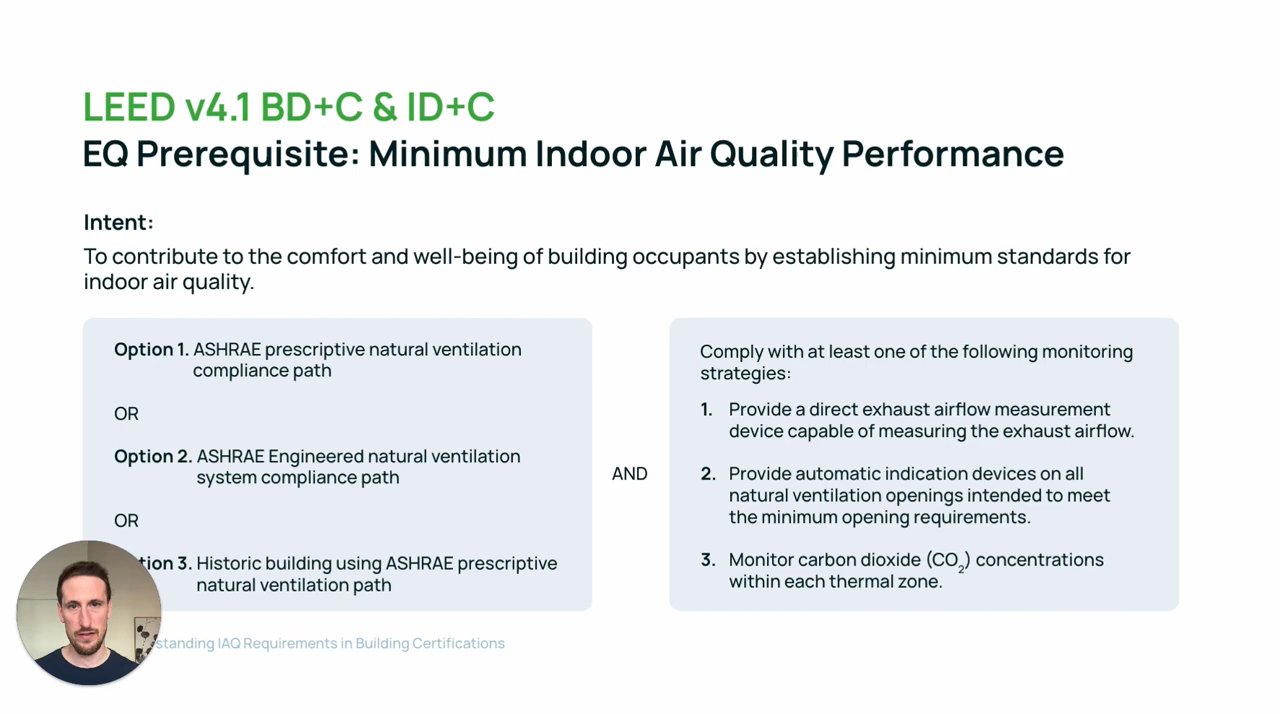 LEED v4.1 BD+C & ID+C
EQ Prerequisite: Minimum Indoor Air Quality Performance
Intent:
To contribute to the comfort and well-being of building occupants by establishing minimum standards for
indoor air quality.
Option 1. ASHRAE prescriptive natural ventilation
compliance path
OR
Option 2. ASHRAE Engineered natural ventilation
system compliance path
OR
tion 3. Historic building using ASHRAE prescriptive
natural ventilation path
AND
Comply with at least one of the following monitoring
strategies:
1. Provide a direct exhaust airflow measurement
device capable of measuring the exhaust airflow.
2. Provide automatic indication devices on all
natural ventilation openings intended to meet
the minimum opening requirements.
3. Monitor carbon dioxide (CO₂) concentrations
within each thermal zone.
standing IAQ Requirements in Building Certifications